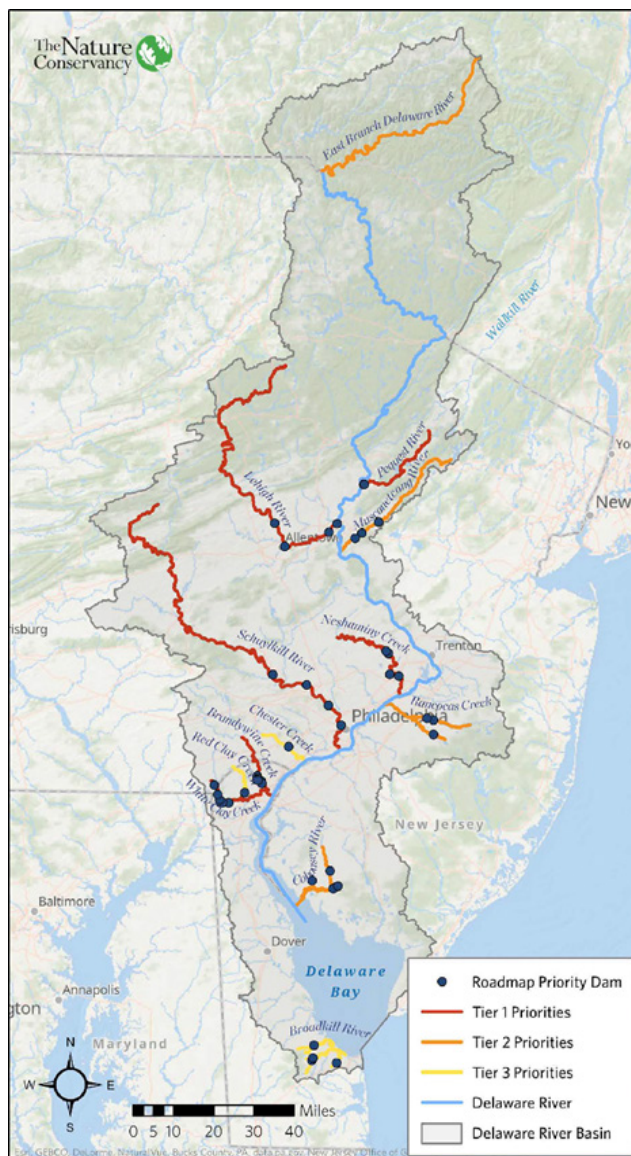 The Nature
Conservancy
East Branch Delaware River
Wallkill River
Pequest River
Musconetcong River
Lehigh River
Allentown
New
risburg
Schuylkill River
Neshaminy Creek
Trenton
Rancocas Creek
Philadelphia
Chester Creek
Brandywine Creek
Red Clay Creek
White Clay Creek
New Jersey
Cohansey River
Baltimore
Dover
Delaware
Bay
Annapolis
Maryland
Broadkill River
N
W
E
S
Miles
0 5 10 20 30 40
Roadmap Priority Dam
Tier 1 Priorities
Tier 2 Priorities
Tier 3 Priorities
Delaware River
Delaware River Basin